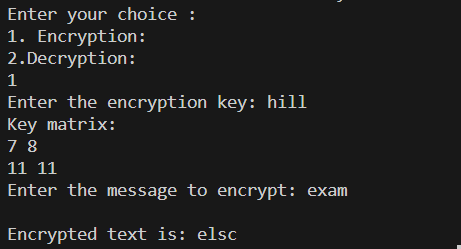 Enter your choice :
1. Encryption:
2.Decryption:
1
Enter the encryption key: hill
Key matrix:
7 8
11 11
Enter the message to encrypt: exam
Encrypted text is: elsc